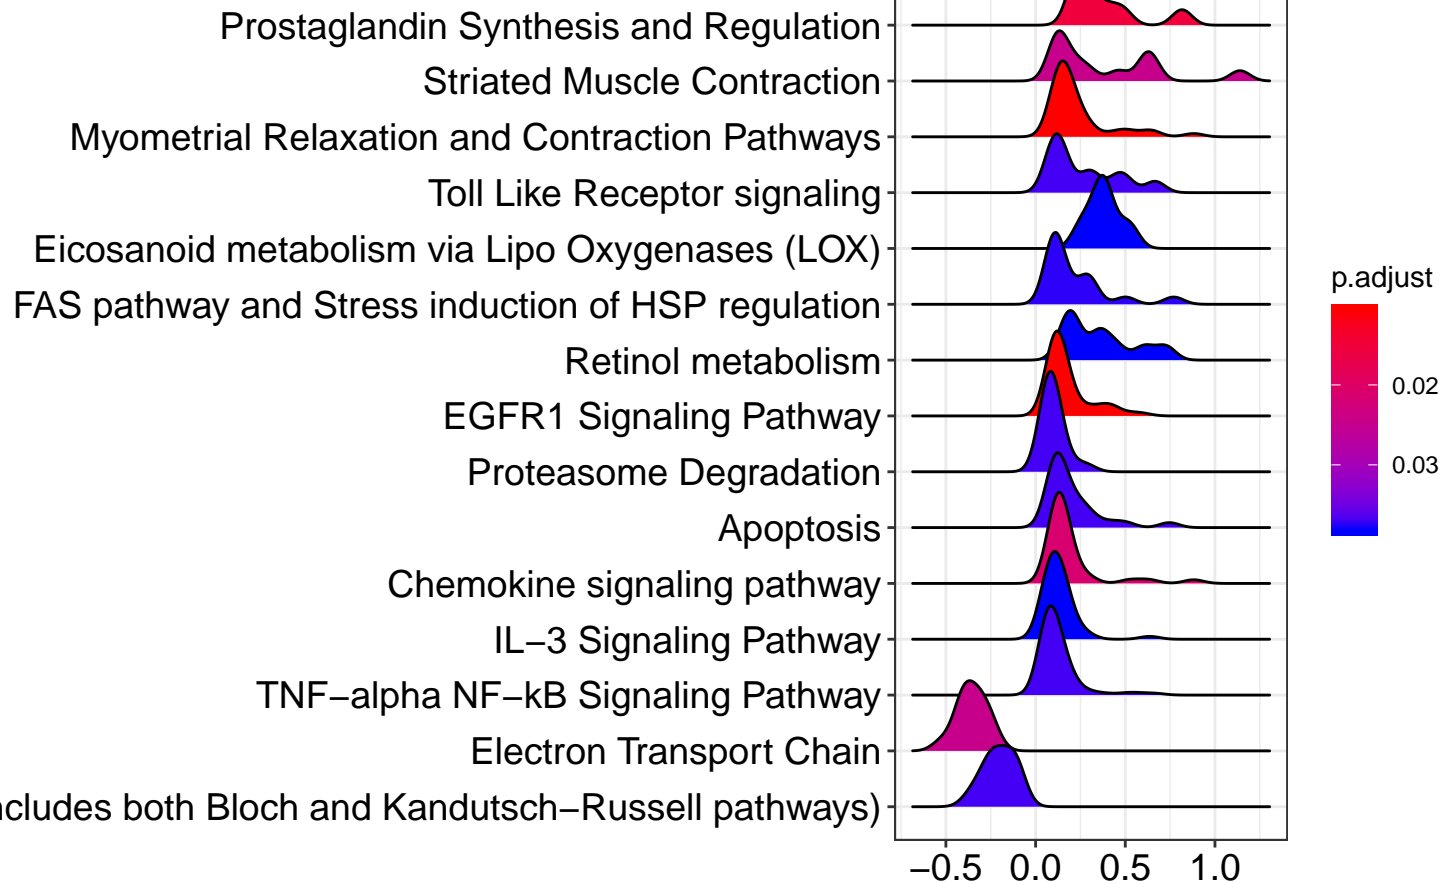 Prostaglandin Synthesis and Regulation
Striated Muscle Contraction
Myometrial Relaxation and Contraction Pathways
Toll Like Receptor signaling
Eicosanoid metabolism via Lipo Oxygenases (LOX)
FAS pathway and Stress induction of HSP regulation
Retinol metabolism
EGFR1 Signaling Pathway
Proteasome Degradation
Apoptosis
Chemokine signaling pathway
IL−3 Signaling Pathway
TNF−alpha NF−kB Signaling Pathway
Electron Transport Chain
ncludes both Bloch and Kandutsch−Russell pathways)
−0.5 0.0 0.5 1.0
p.adjust
0.02
0.03